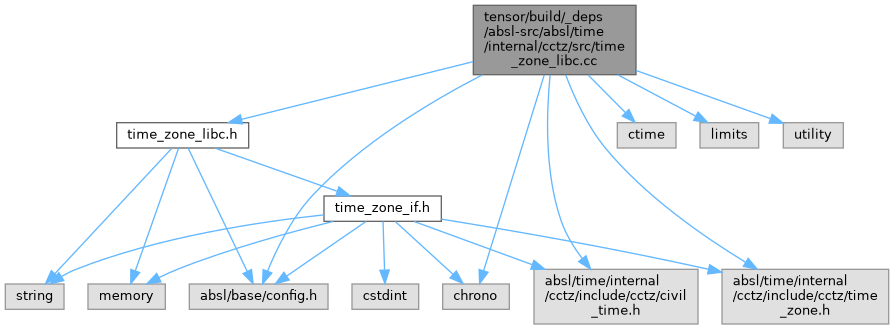 tensor/build/_deps
/absl-src/absl/time
/internal/cctz/src/time
_zone_libc.cc
time_zone_libc.h
ctime
limits
utility
time_zone_if.h
string
memory
absl/base/config.h
cstdint
chrono
absl/time/internal
/cctz/include/cctz/civil
_time.h
absl/time/internal
/cctz/include/cctz/time
_zone.h